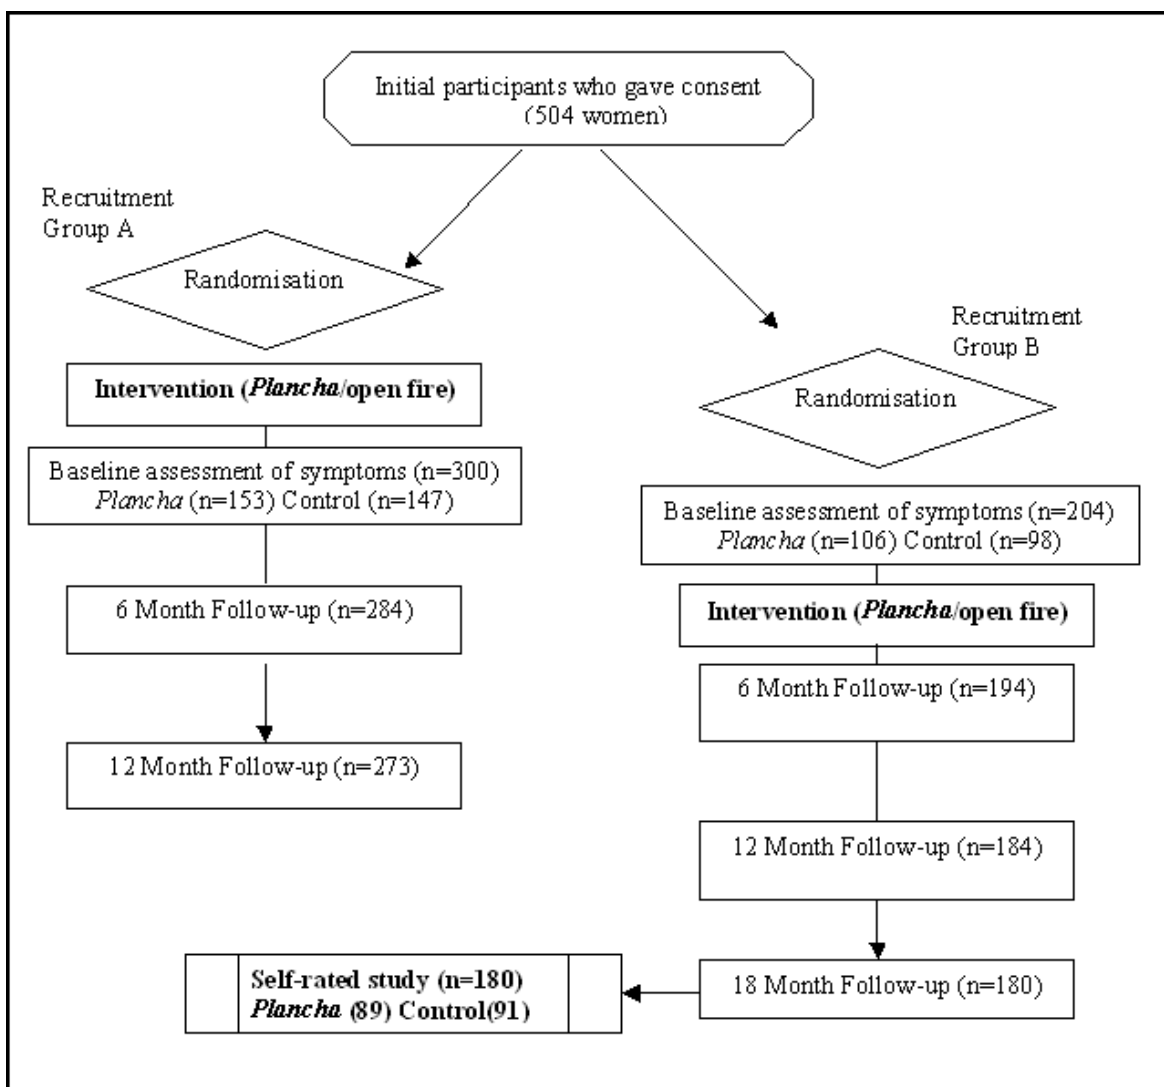 Initial participants who gave consent
(504 women)
Recruitment
Group A
Randomisation
Intervention (Plancha/open fire)
Baseline assessment of symptoms (n=300)
Plancha (n=153) Control (n=147)
6 Month Follow-up (n=284)
12 Month Follow-up (n=273)
Recruitment
Group B
Randomisation
Baseline assessment of symptoms (n=204)
Plancha (n=106) Control (n=98)
Intervention (Plancha/open fire)
6 Month Follow-up (n=194)
12 Month Follow-up (n=184)
18 Month Follow-up (n=180)
Self-rated study (n=180)
Plancha (89) Control(91)